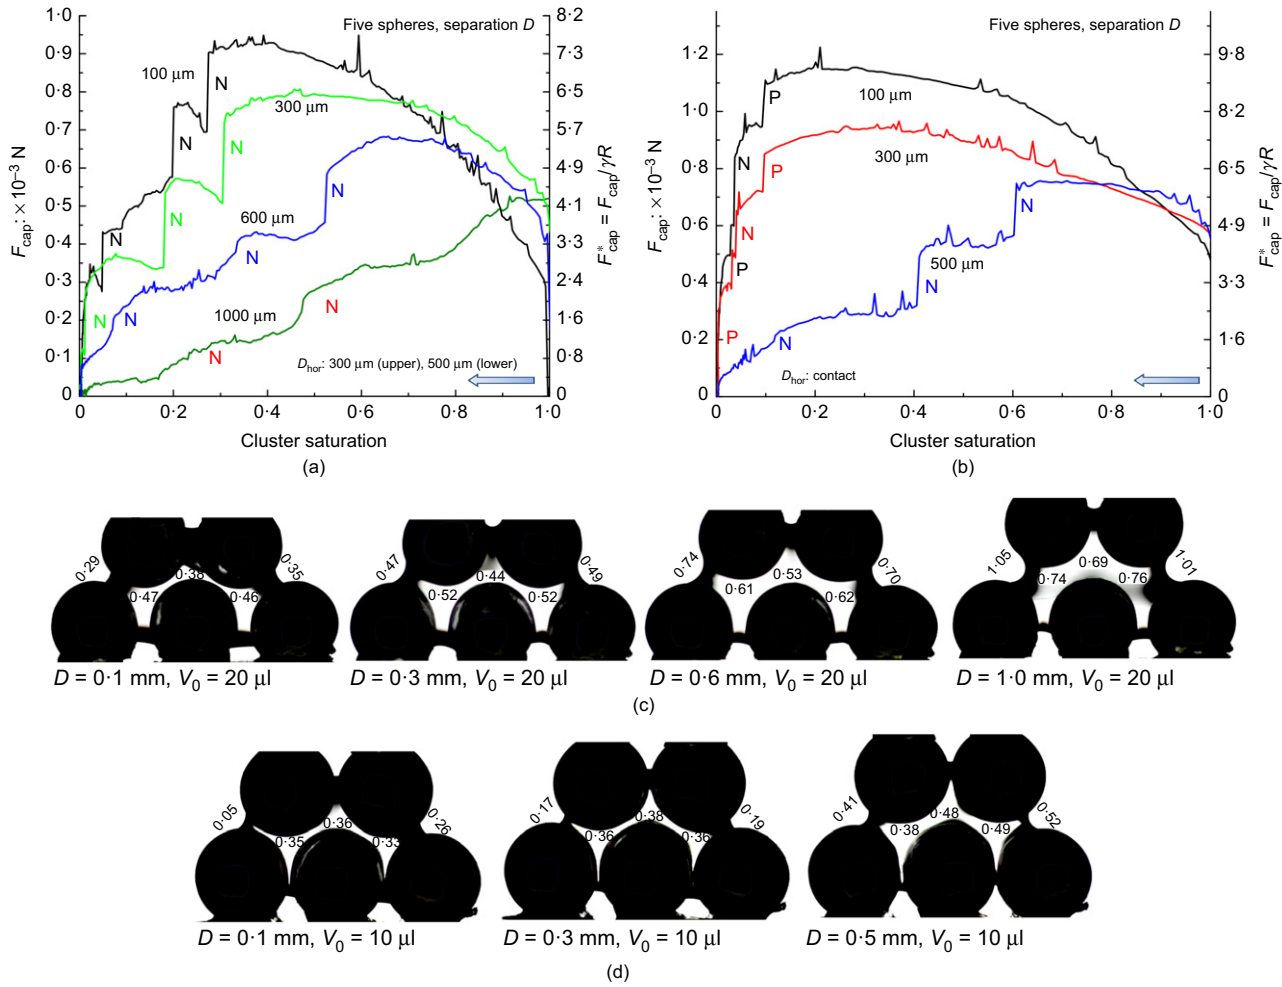 Five spheres, separation D
1·0
0·9
0·8
0·7
0·6
0·5
0·4
0·3
0·2
0·1
0
F_cap: ×10⁻³ N
8·2
7·3
6·5
5·7
4·9
4·1
3·3
2·4
1·6
0·8
0
F*_cap = F_cap/γR
100 μm
300 μm
600 μm
1000 μm
N
N
N
N
N
N
N
N
N
N
N
D_hor: 300 μm (upper), 500 μm (lower)
0 0·2 0·4 0·6 0·8 1·0
Cluster saturation
(a)
Five spheres, separation D
1·2
1·0
0·8
0·6
0·4
0·2
0
F_cap: ×10⁻³ N
9·8
8·2
6·5
4·9
3·3
1·6
0
F*_cap = F_cap/γR
100 μm
300 μm
500 μm
P
P
N
N
N
N
P
P
N
D_hor: contact
0 0·2 0·4 0·6 0·8 1·0
Cluster saturation
(b)
0·29 0·38 0·35
0·47 0·46
D = 0·1 mm, V₀ = 20 μl
0·47 0·44 0·49
0·52 0·52
D = 0·3 mm, V₀ = 20 μl
0·74 0·53 0·70
0·61 0·62
D = 0·6 mm, V₀ = 20 μl
1·05 0·69 1·01
0·74 0·76
D = 1·0 mm, V₀ = 20 μl
(c)
0·05 0·36 0·26
0·35 0·33
D = 0·1 mm, V₀ = 10 μl
0·17 0·38 0·19
0·36 0·36
D = 0·3 mm, V₀ = 10 μl
0·41 0·48 0·52
0·38 0·49
D = 0·5 mm, V₀ = 10 μl
(d)